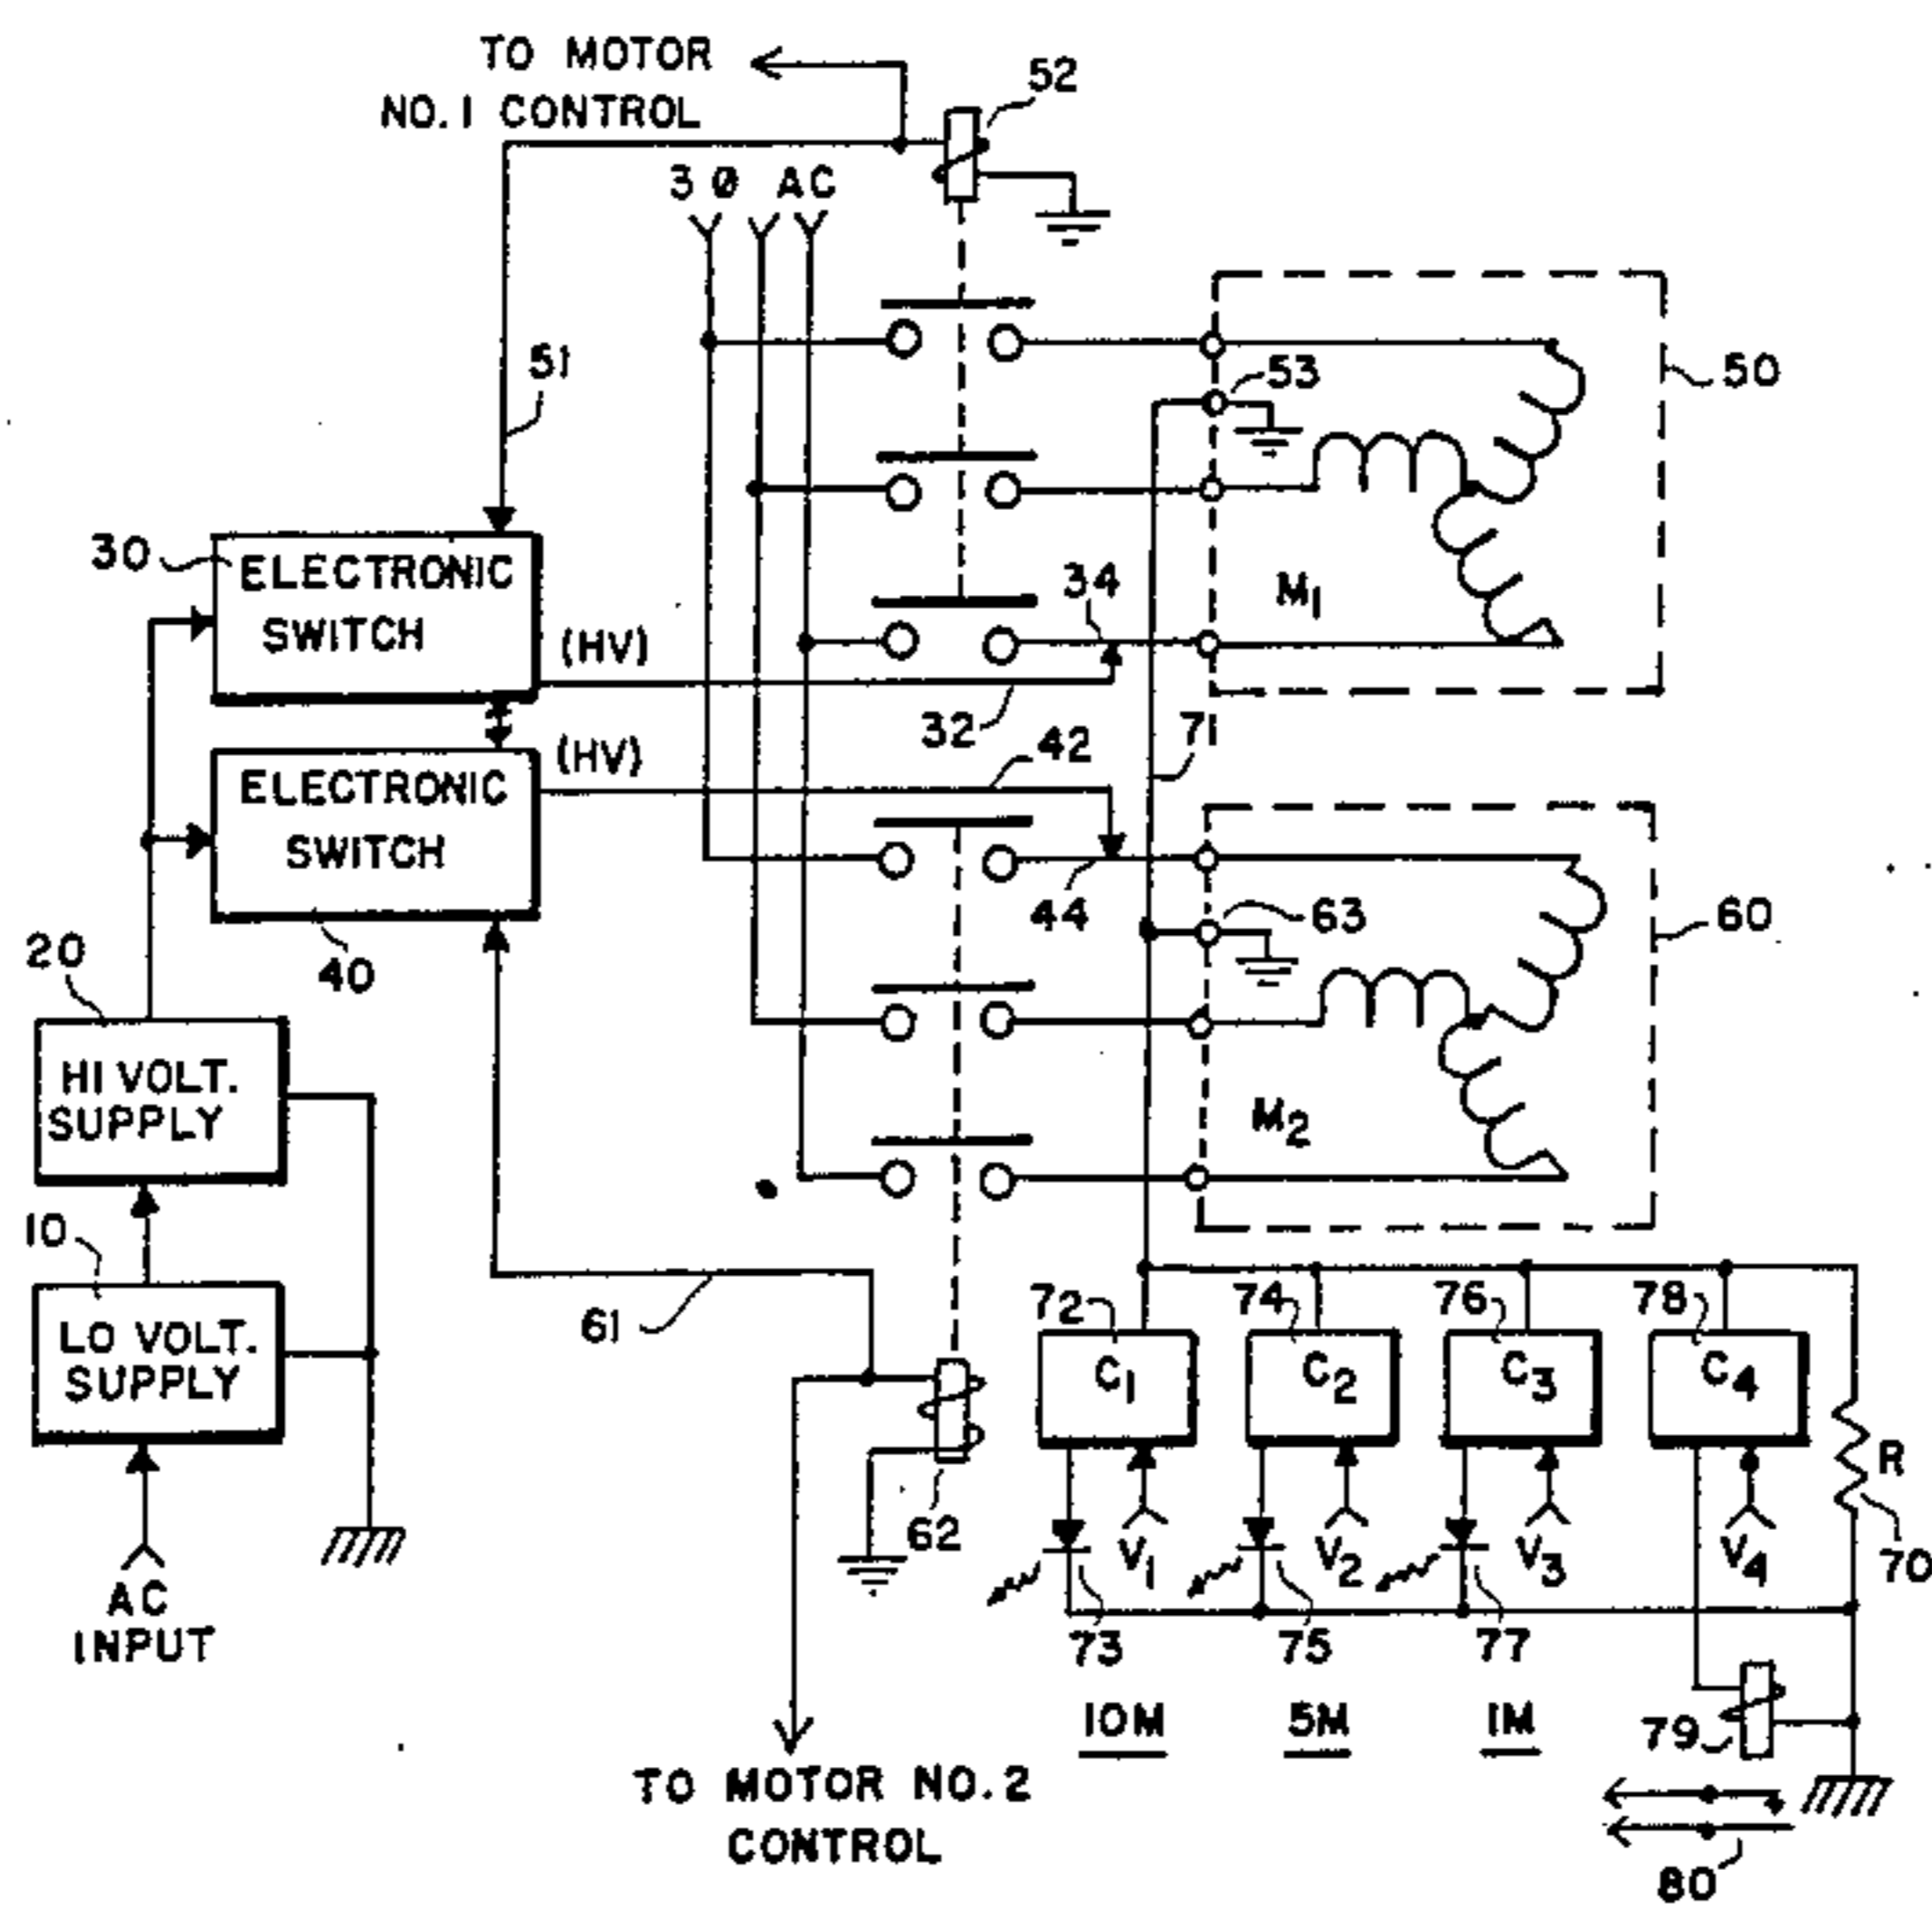 TO MOTOR
NO. 1 CONTROL
52
3 Ø AC
51
53
50
30
ELECTRONIC
SWITCH
(HV)
34
M1
32
71
42
ELECTRONIC
SWITCH
(HV)
44
63
60
20
40
HI VOLT.
SUPPLY
M2
10
LO VOLT.
SUPPLY
61
72
74
76
78
C1
C2
C3
C4
R
62
V1
V2
V3
V4
70
AC
INPUT
73
75
77
10M
5M
1M
79
TO MOTOR NO. 2
CONTROL
80